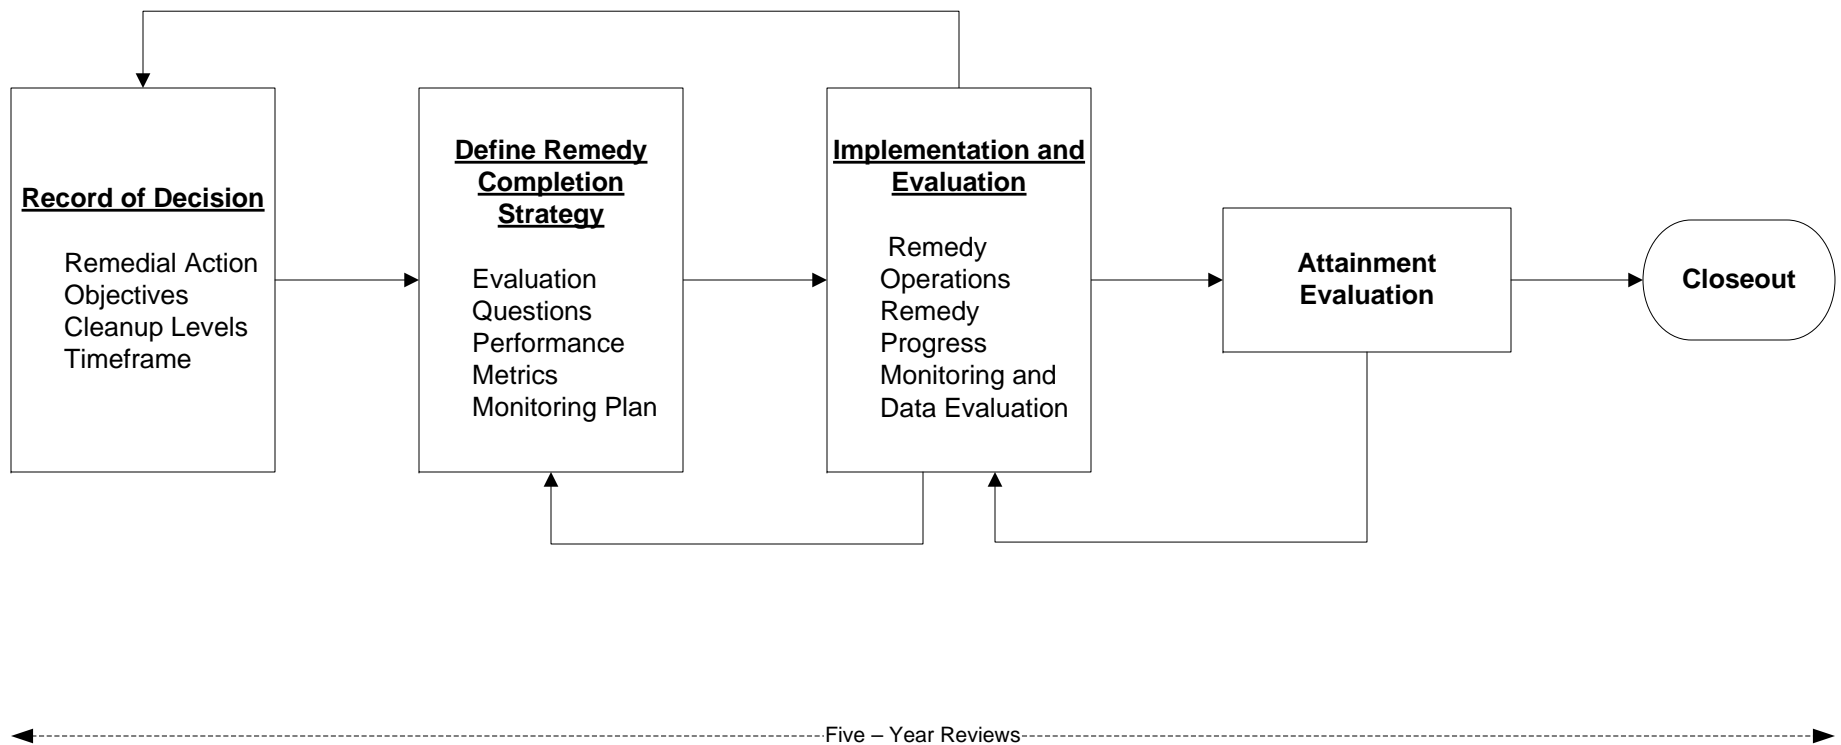 Record of Decision
Remedial Action
Objectives
Cleanup Levels
Timeframe
Define Remedy
Completion
Strategy
Evaluation
Questions
Performance
Metrics
Monitoring Plan
Implementation and
Evaluation
Remedy
Operations
Remedy
Progress
Monitoring and
Data Evaluation
Attainment
Evaluation
Closeout
Five – Year Reviews